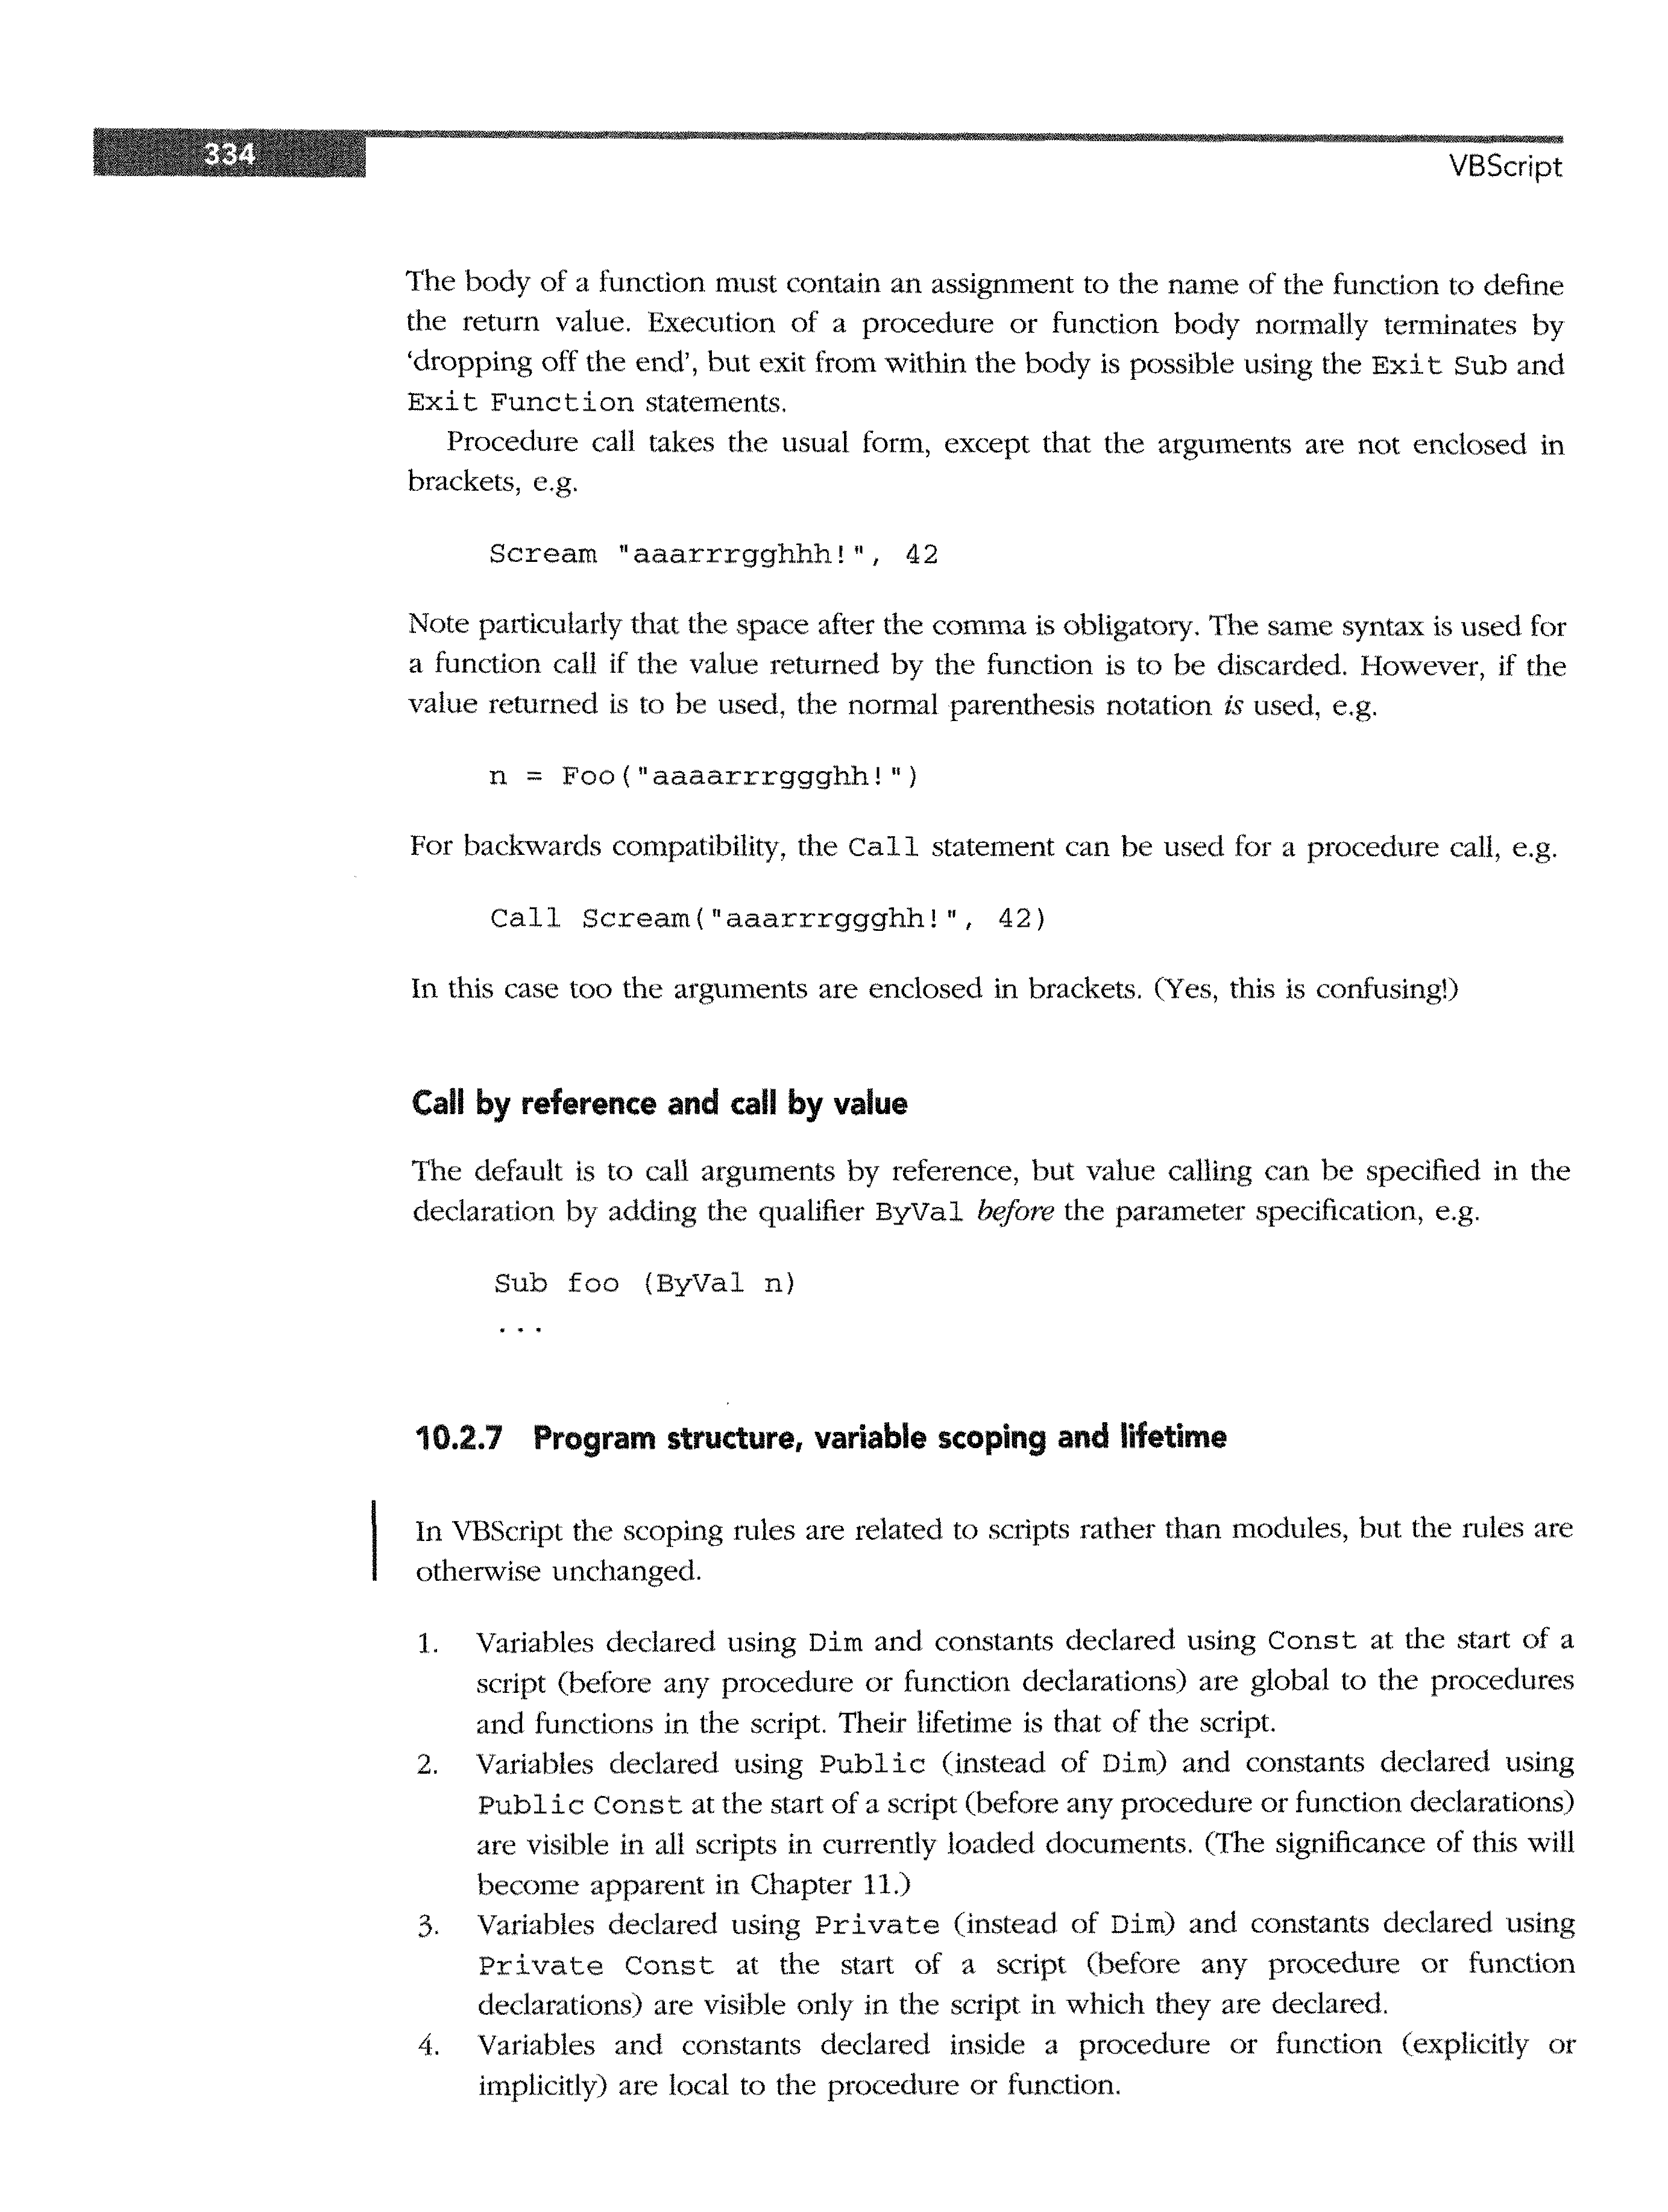 334
VBScript
The body of a function must contain an assignment to the name of the function to define
the return value. Execution of a procedure or function body normally terminates by
‘dropping off the end’, but exit from within the body is possible using the Exit Sub and
Exit Function statements.
Procedure call takes the usual form, except that the arguments are not enclosed in
brackets, e.g.
Scream "aaarrrgghhh!", 42
Note particularly that the space after the comma is obligatory. The same syntax is used for
a function call if the value returned by the function is to be discarded. However, if the
value returned is to be used, the normal parenthesis notation is used, e.g.
n = Foo("aaaarrrggghh!")
For backwards compatibility, the Call statement can be used for a procedure call, e.g.
Call Scream("aaarrrggghh!", 42)
In this case too the arguments are enclosed in brackets. (Yes, this is confusing!)
Call by reference and call by value
The default is to call arguments by reference, but value calling can be specified in the
declaration by adding the qualifier ByVal before the parameter specification, e.g.
Sub foo (ByVal n)
...
10.2.7 Program structure, variable scoping and lifetime
In VBScript the scoping rules are related to scripts rather than modules, but the rules are
otherwise unchanged.
1. Variables declared using Dim and constants declared using Const at the start of a
script (before any procedure or function declarations) are global to the procedures
and functions in the script. Their lifetime is that of the script.
2. Variables declared using Public (instead of Dim) and constants declared using
Public Const at the start of a script (before any procedure or function declarations)
are visible in all scripts in currently loaded documents. (The significance of this will
become apparent in Chapter 11.)
3. Variables declared using Private (instead of Dim) and constants declared using
Private Const at the start of a script (before any procedure or function
declarations) are visible only in the script in which they are declared.
4. Variables and constants declared inside a procedure or function (explicitly or
implicitly) are local to the procedure or function.